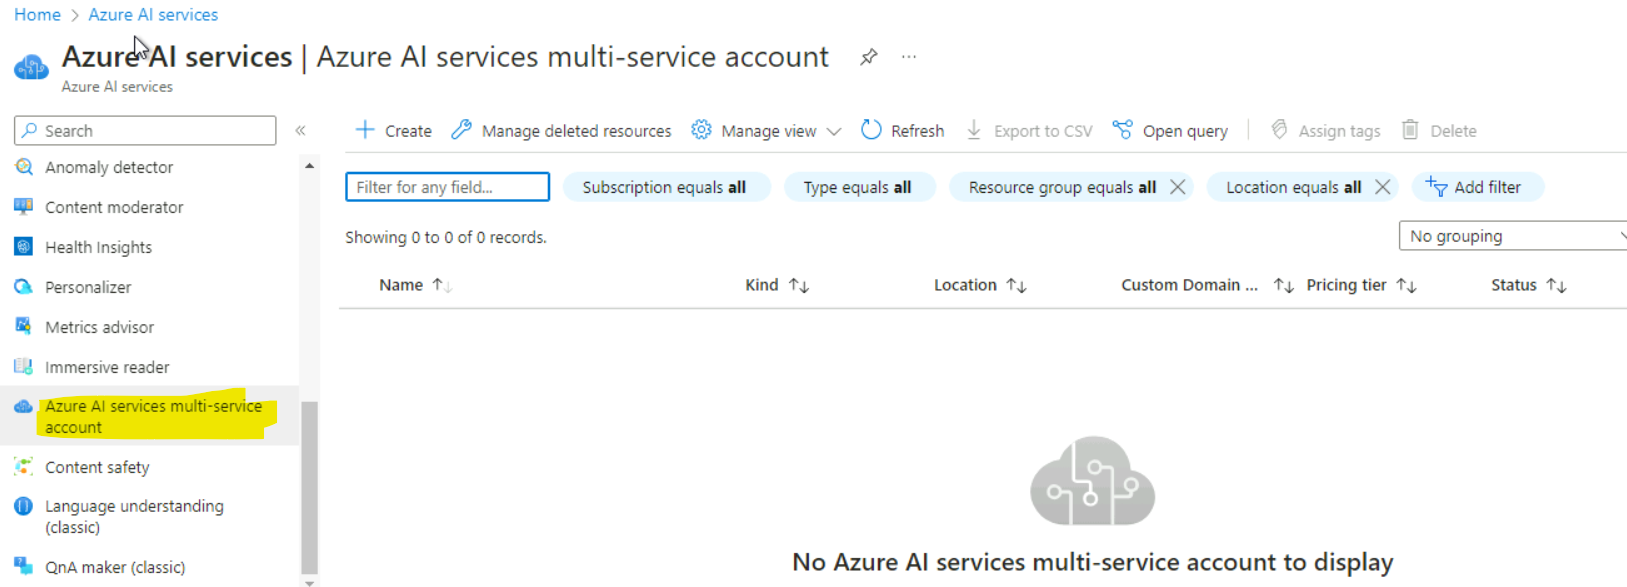 Home > Azure AI services
Azure AI services | Azure AI services multi-service account
Azure AI services
Search
Anomaly detector
Content moderator
Health Insights
Personalizer
Metrics advisor
Immersive reader
Azure AI services multi-service
account
Content safety
Language understanding
(classic)
QnA maker (classic)
Create Manage deleted resources Manage view Refresh Export to CSV Open query Assign tags Delete
Filter for any field... Subscription equals all Type equals all Resource group equals all Location equals all Add filter
Showing 0 to 0 of 0 records.
No grouping
Name Kind Location Custom Domain ... Pricing tier Status
No Azure AI services multi-service account to display